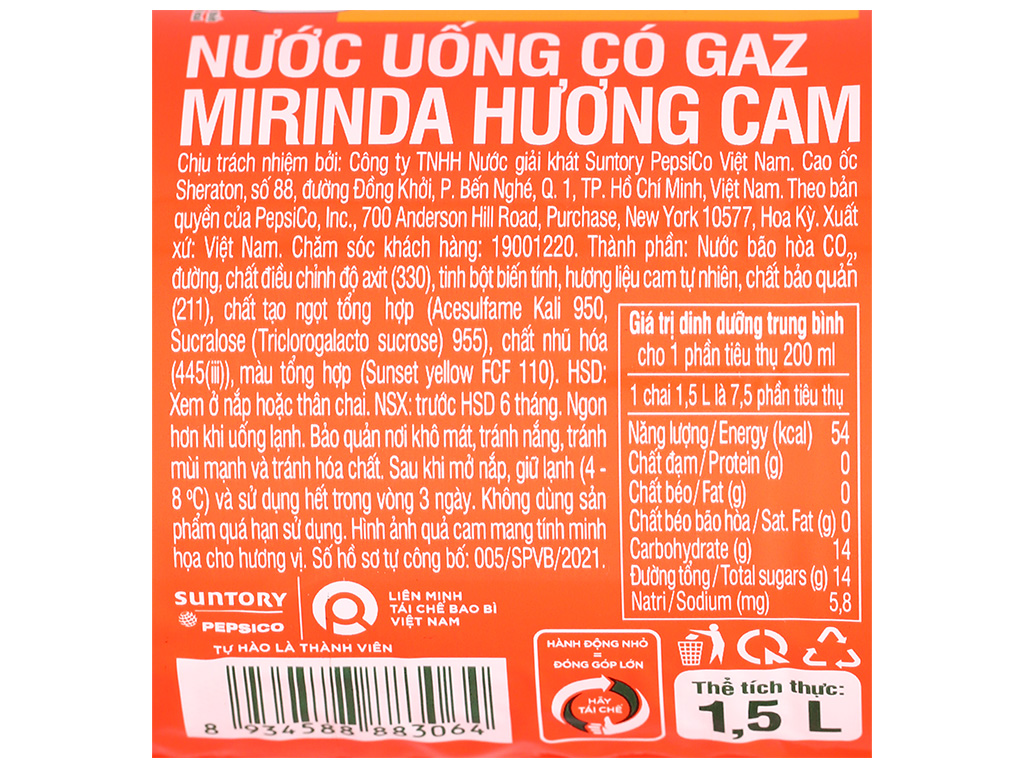 NƯỚC UỐNG CÓ GAZ
MIRINDA HƯƠNG CAM
Chịu trách nhiệm bởi: Công ty TNHH Nước giải khát Suntory PepsiCo Việt Nam. Cao ốc
Sheraton, số 88, đường Đồng Khởi, P. Bến Nghé, Q. 1, TP. Hồ Chí Minh, Việt Nam. Theo bản
quyền của PepsiCo, Inc., 700 Anderson Hill Road, Purchase, New York 10577, Hoa Kỳ. Xuất
xứ: Việt Nam. Chăm sóc khách hàng: 19001220. Thành phần: Nước bão hòa CO2,
đường, chất điều chỉnh độ axit (330), tinh bột biến tính, hương liệu cam tự nhiên, chất bảo quản
(211), chất tạo ngọt tổng hợp (Acesulfame Kali 950,
Sucralose (Triclorogalacto sucrose) 955), chất nhũ hóa
(445(iii)), màu tổng hợp (Sunset yellow FCF 110). HSD:
Xem ở nắp hoặc thân chai. NSX: trước HSD 6 tháng. Ngon
hơn khi uống lạnh. Bảo quản nơi khô mát, tránh nắng, tránh
mùi mạnh và tránh hóa chất. Sau khi mở nắp, giữ lạnh (4 -
8 ºC) và sử dụng hết trong vòng 3 ngày. Không dùng sản
phẩm quá hạn sử dụng. Hình ảnh quả cam mang tính minh
họa cho hương vị. Số hồ sơ tự công bố: 005/SPVB/2021.
Giá trị dinh dưỡng trung bình
cho 1 phần tiêu thụ 200 ml
1 chai 1,5 L là 7,5 phần tiêu thụ
Năng lượng/Energy (kcal) 54
Chất đạm/Protein (g) 0
Chất béo/Fat (g) 0
Chất béo bão hòa/Sat. Fat (g) 0
Carbohydrate (g) 14
Đường tổng/Total sugars (g) 14
Natri/Sodium (mg) 5,8
SUNTORY
PEPSICO
LIÊN MINH
TÁI CHẾ BAO BÌ
VIỆT NAM
TỰ HÀO LÀ THÀNH VIÊN
8 934588 883064
HÀNH ĐỘNG NHỎ
=
ĐÓNG GÓP LỚN
HÃY
TÁI CHẾ
Thể tích thực:
1,5 L